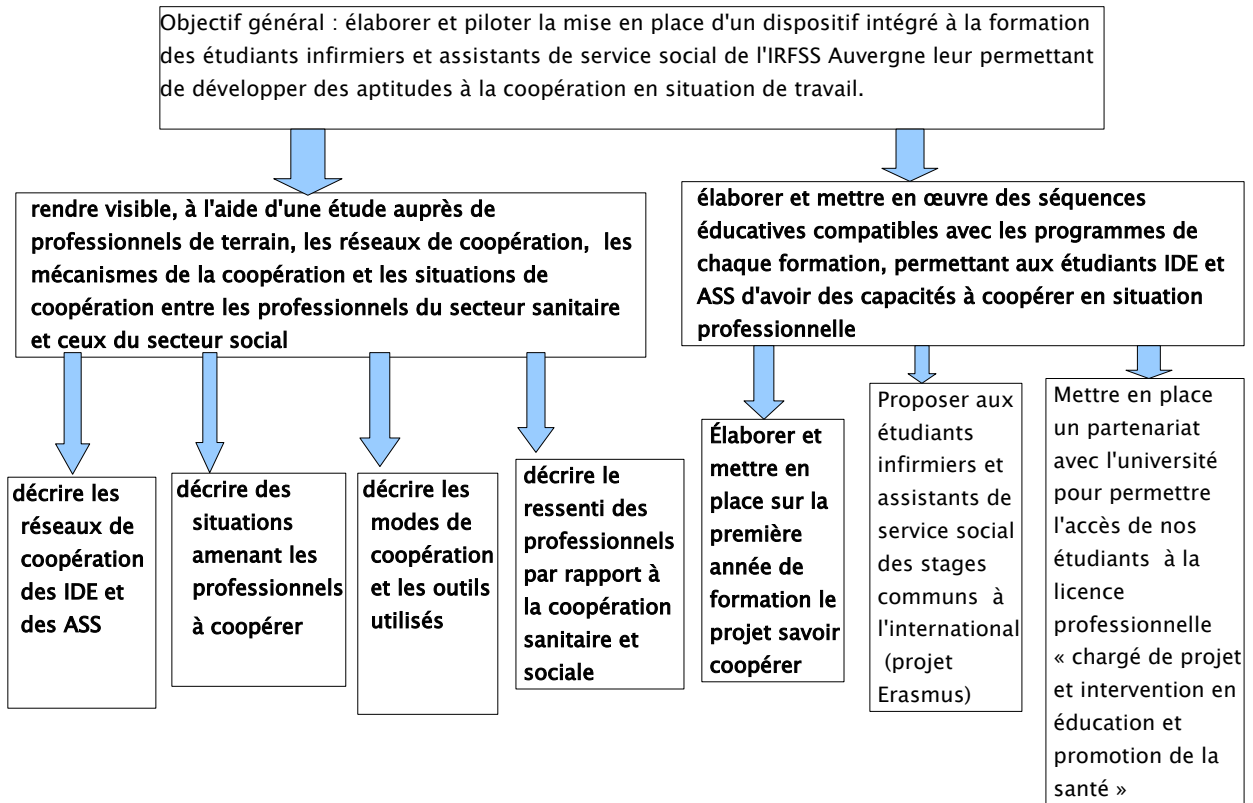 Objectif général : élaborer et piloter la mise en place d'un dispositif intégré à la formation
des étudiants infirmiers et assistants de service social de l'IRFSS Auvergne leur permettant
de développer des aptitudes à la coopération en situation de travail.
rendre visible, à l'aide d'une étude auprès de
professionnels de terrain, les réseaux de coopération, les
mécanismes de la coopération et les situations de
coopération entre les professionnels du secteur sanitaire
et ceux du secteur social
élaborer et mettre en œuvre des séquences
éducatives compatibles avec les programmes de
chaque formation, permettant aux étudiants IDE et
ASS d'avoir des capacités à coopérer en situation
professionnelle
décrire les
réseaux de
coopération
des IDE et
des ASS
décrire des
situations
amenant les
professionnels
à coopérer
décrire les
modes de
coopération
et les outils
utilisés
décrire le
ressenti des
professionnels
par rapport à
la coopération
sanitaire et
sociale
Élaborer et
mettre en
place sur la
première
année de
formation le
projet savoir
coopérer
Proposer aux
étudiants
infirmiers et
assistants de
service social
des stages
communs à
l'international
(projet
Erasmus)
Mettre en place
un partenariat
avec l'université
pour permettre
l'accès de nos
étudiants à la
licence
professionnelle
« chargé de projet
et intervention en
éducation et
promotion de la
santé »